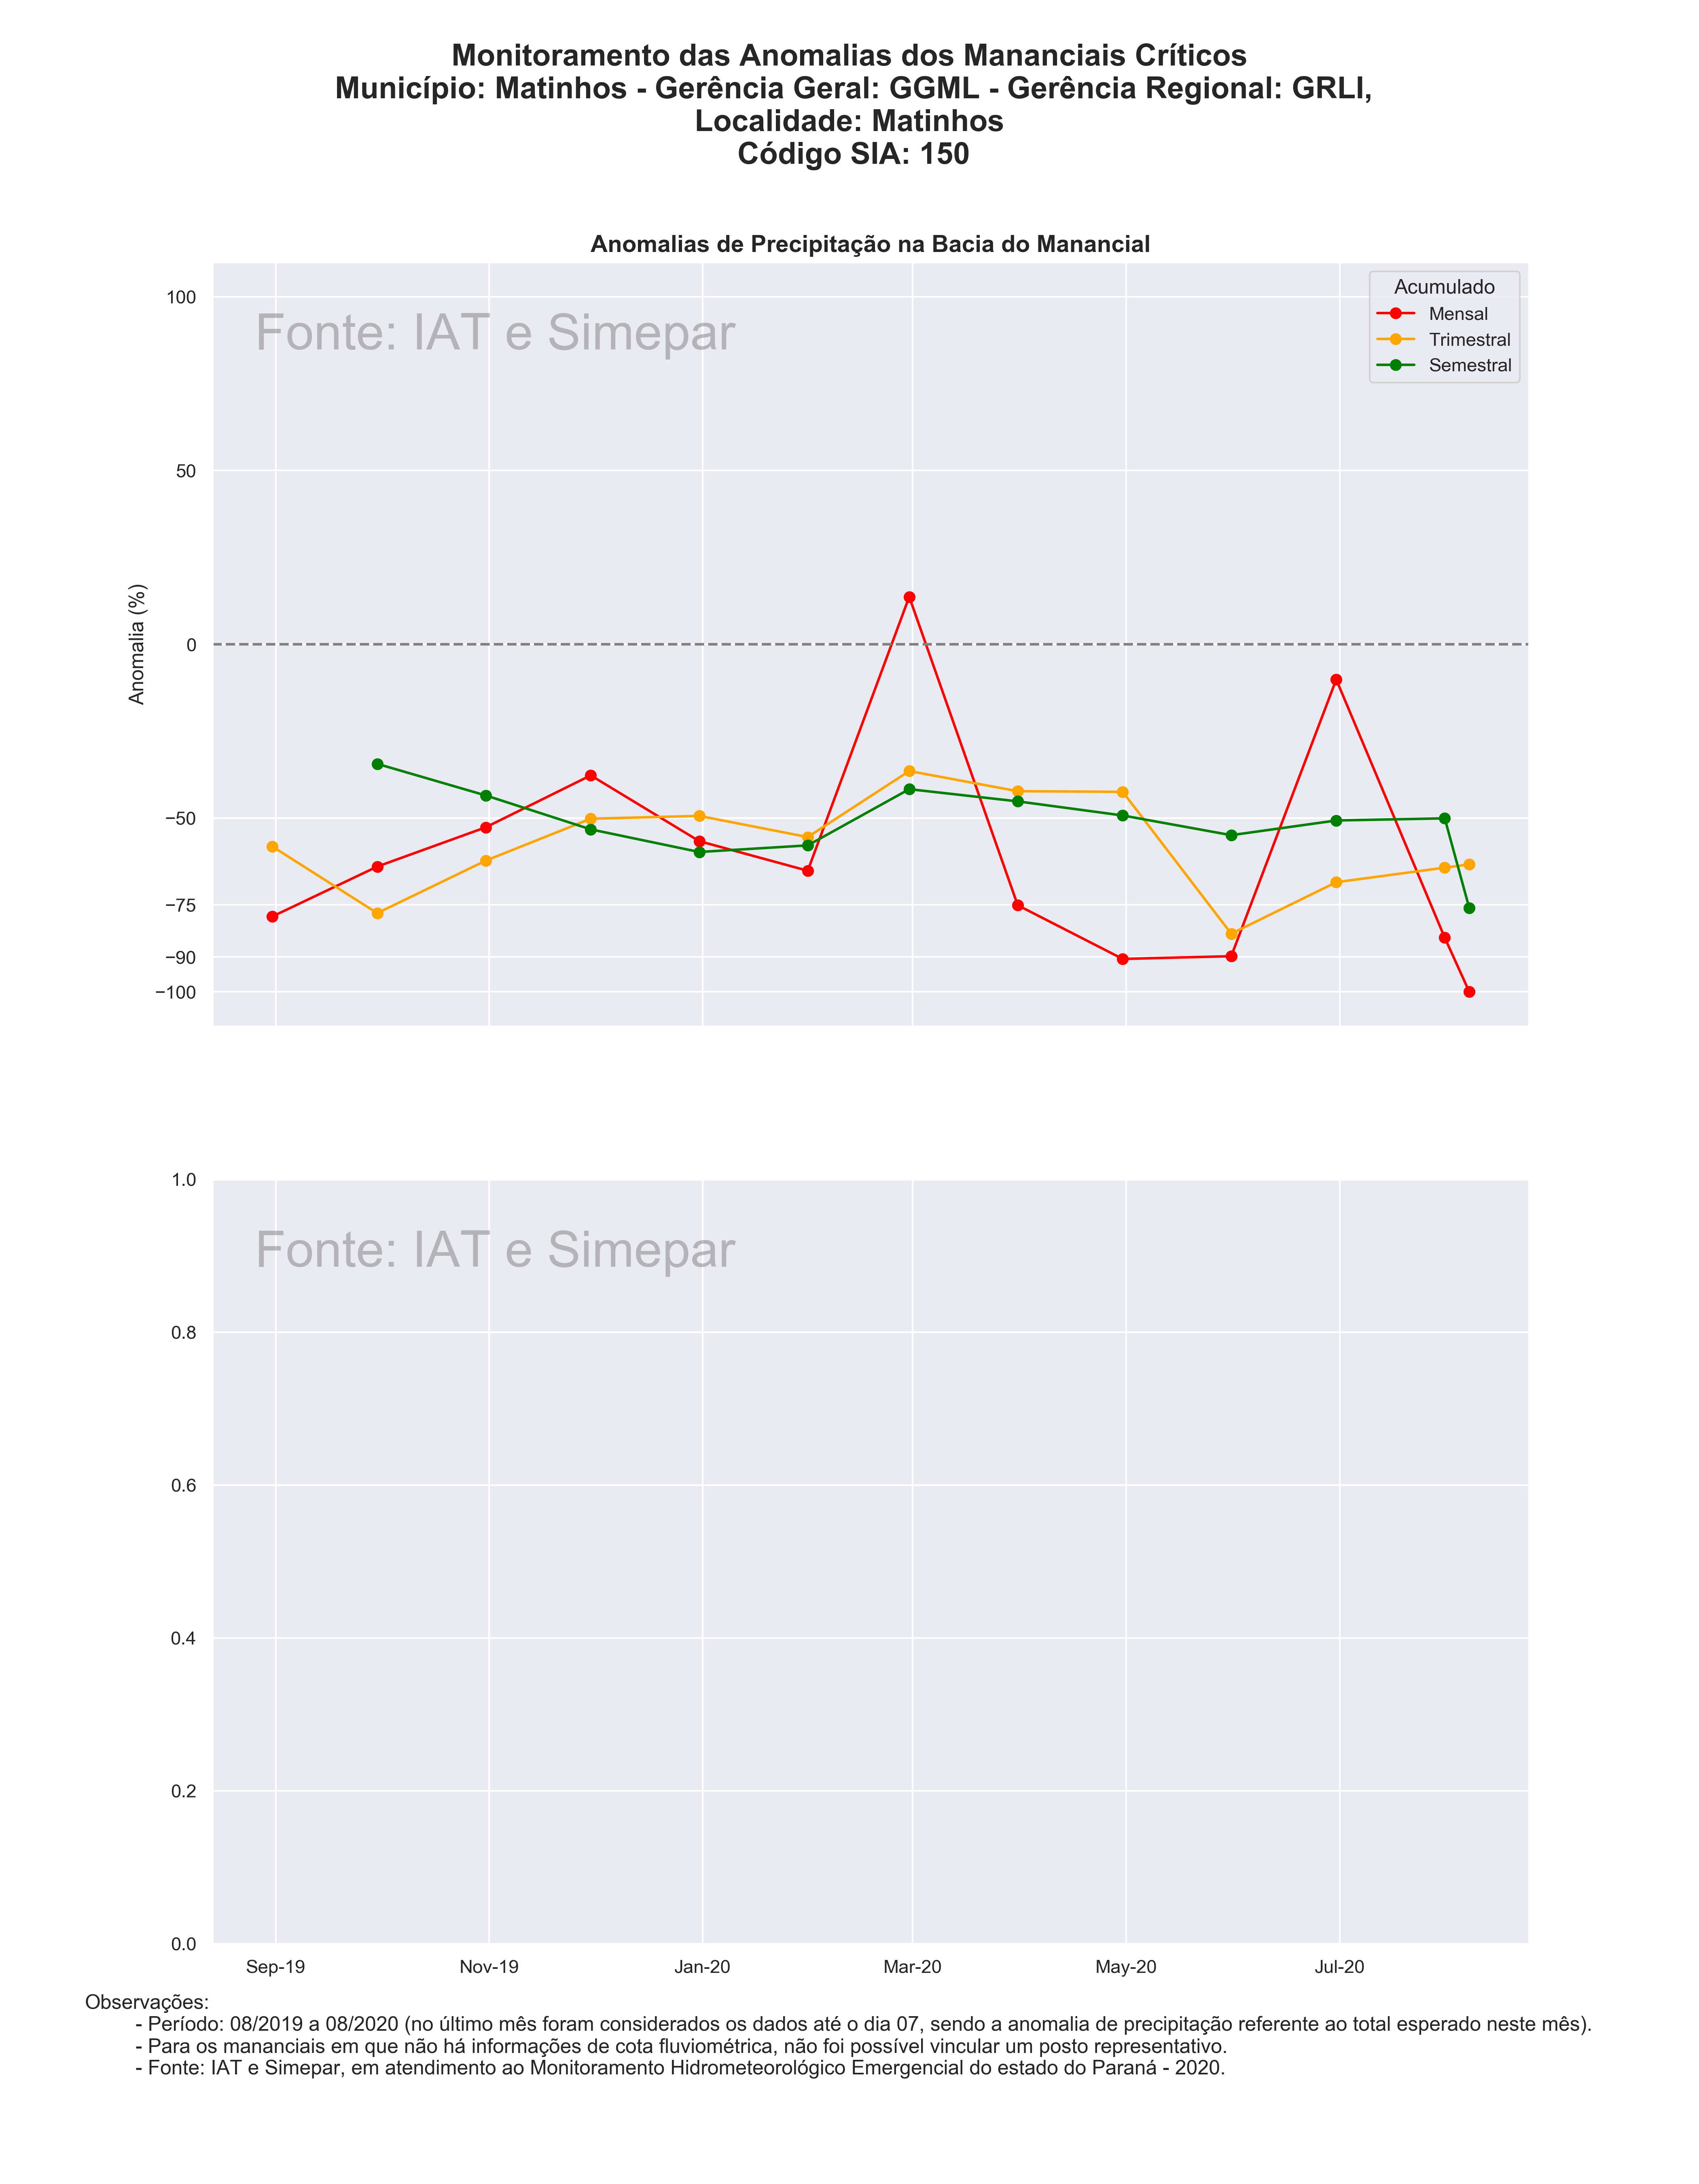 Monitoramento das Anomalias dos Mananciais Críticos
Município: Matinhos - Gerência Geral: GGML - Gerência Regional: GRLI,
Localidade: Matinhos
Código SIA: 150
Anomalias de Precipitação na Bacia do Manancial
Fonte: IAT e Simepar
Acumulado
Mensal
Trimestral
Semestral
Anomalia (%)
100
50
0
−50
−75
−90
−100
Fonte: IAT e Simepar
1.0
0.8
0.6
0.4
0.2
0.0
Sep-19 Nov-19 Jan-20 Mar-20 May-20 Jul-20
Observações:
- Período: 08/2019 a 08/2020 (no último mês foram considerados os dados até o dia 07, sendo a anomalia de precipitação referente ao total esperado neste mês).
- Para os mananciais em que não há informações de cota fluviométrica, não foi possível vincular um posto representativo.
- Fonte: IAT e Simepar, em atendimento ao Monitoramento Hidrometeorológico Emergencial do estado do Paraná - 2020.